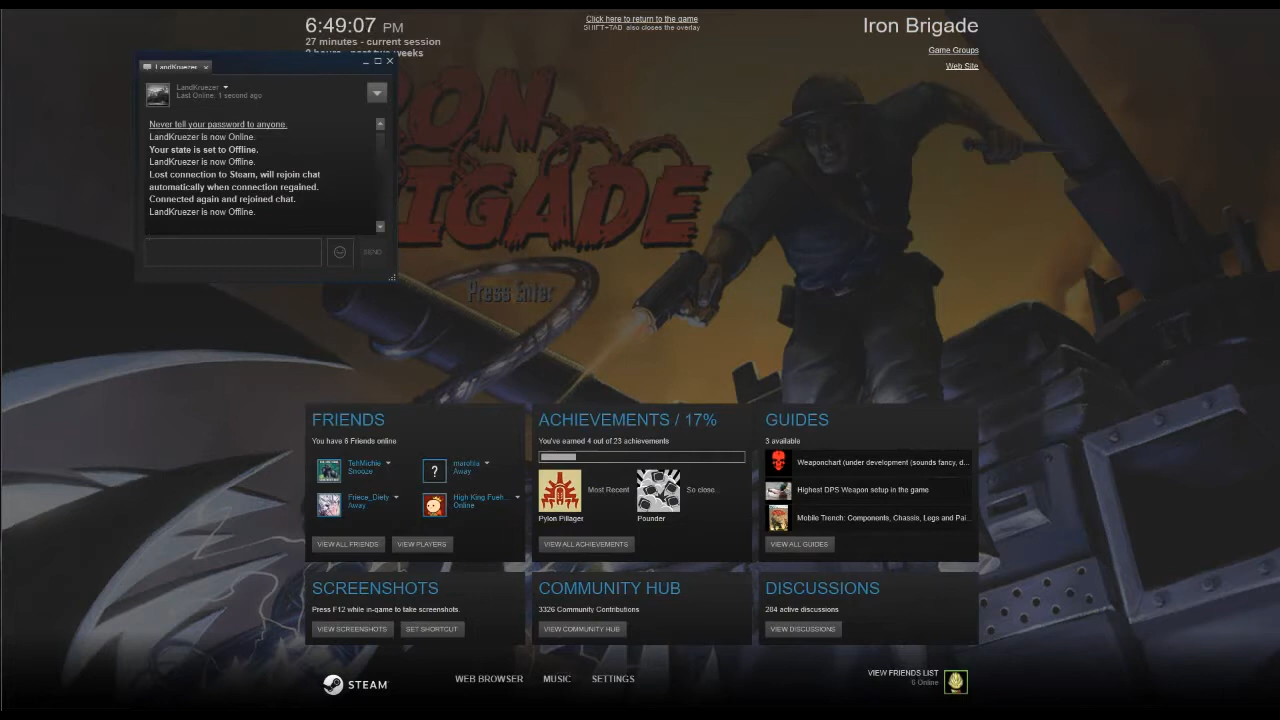 6:49:07 PM
27 minutes - current session
0 hours - past two weeks
Click here to return to the game
SHIFT+TAB also closes the overlay
Iron Brigade
Game Groups
Web Site
LandKruezer
LandKruezer
Last Online: 1 second ago
Never tell your password to anyone.
LandKruezer is now Online.
Your state is set to Offline.
LandKruezer is now Offline.
Lost connection to Steam, will rejoin chat
automatically when connection regained.
Connected again and rejoined chat.
LandKruezer is now Offline.
SEND
IRON
BRIGADE
Press Enter
FRIENDS
You have 6 Friends online
TehMichie
Snooze
Away
Friece_Diety
Away
High King Fueh...
Online
VIEW ALL FRIENDS
VIEW PLAYERS
ACHIEVEMENTS / 17%
You've earned 4 out of 23 achievements
Most Recent
So close...
Pylon Pillager
Pounder
VIEW ALL ACHIEVEMENTS
GUIDES
3 available
Weaponchart (under development (sounds fancy, d...
Highest DPS Weapon setup in the game
Mobile Trench: Components, Chassis, Legs and Pai...
VIEW ALL GUIDES
SCREENSHOTS
Press F12 while in-game to take screenshots.
VIEW SCREENSHOTS
SET SHORTCUT
COMMUNITY HUB
3326 Community Contributions
VIEW COMMUNITY HUB
DISCUSSIONS
284 active discussions
VIEW DISCUSSIONS
STEAM
WEB BROWSER
MUSIC
SETTINGS
VIEW FRIENDS LIST
6 Online